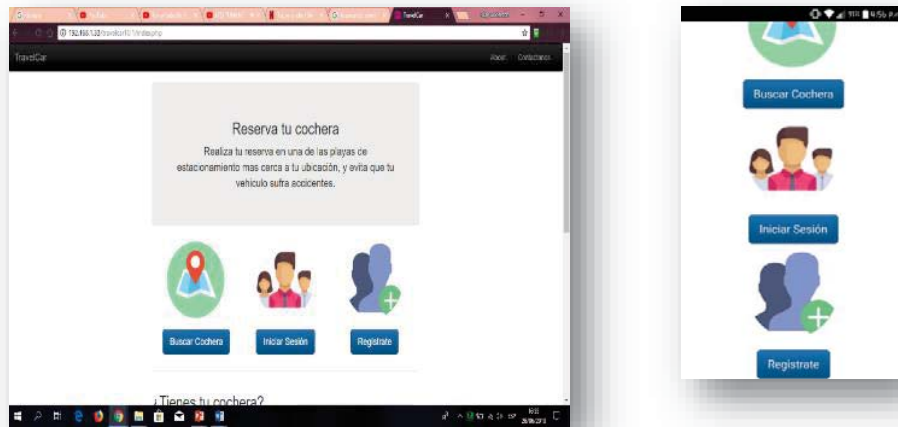 TravelCar
About
Contactanos
Reserva tu cochera
Realiza tu reserva en una de las playas de
estacionamiento mas cerca a tu ubicación, y evita que tu
vehiculo sufra accidentes.
Buscar Cochera
Iniciar Sesión
Registrate
¿Tienes tu cochera?
4:56 P.
Buscar Cochera
Iniciar Sesión
Registrate